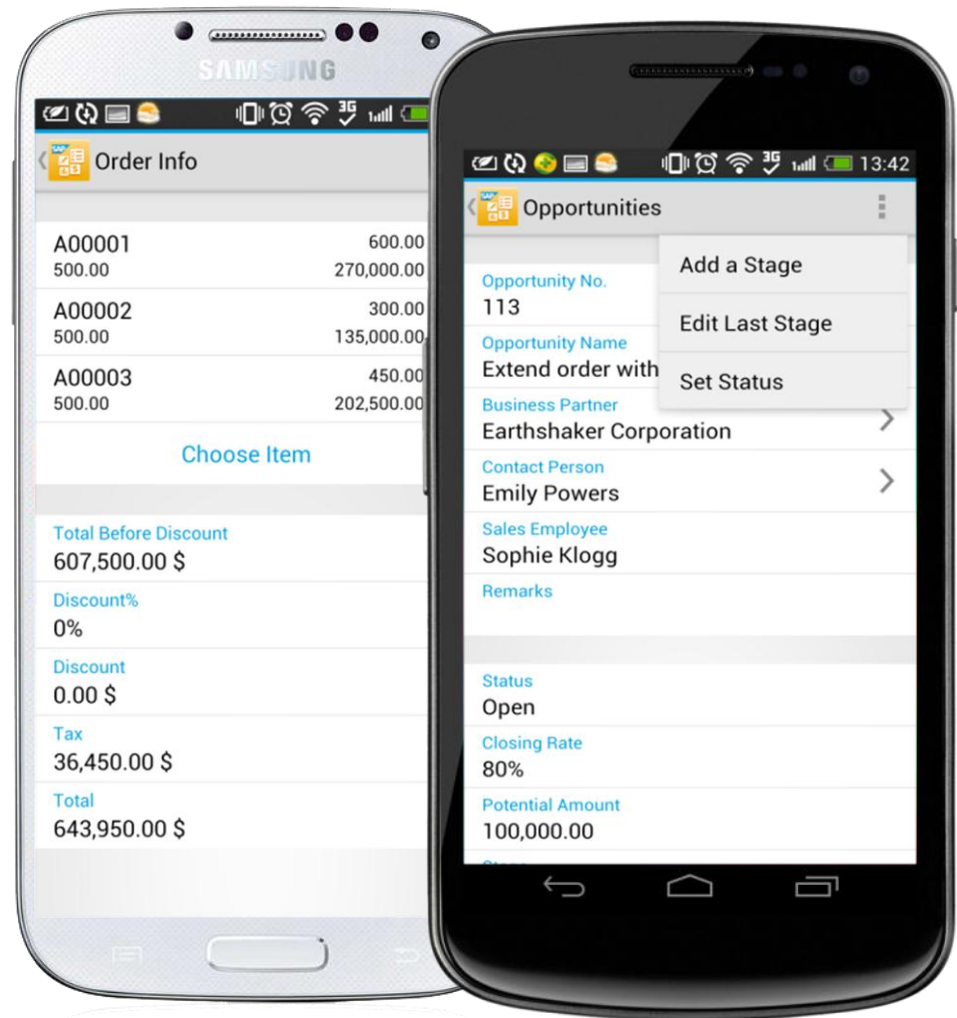 SAMSUNG
3G
SAP
Order Info
A00001 600.00
500.00 270,000.00
A00002 300.00
500.00 135,000.00
A00003 450.00
500.00 202,500.00
Choose Item
Total Before Discount
607,500.00 $
Discount%
0%
Discount
0.00 $
Tax
36,450.00 $
Total
643,950.00 $
3G 13:42
SAP
Opportunities
Add a Stage
Edit Last Stage
Set Status
Opportunity No.
113
Opportunity Name
Extend order with
Business Partner
Earthshaker Corporation
Contact Person
Emily Powers
Sales Employee
Sophie Klogg
Remarks
Status
Open
Closing Rate
80%
Potential Amount
100,000.00